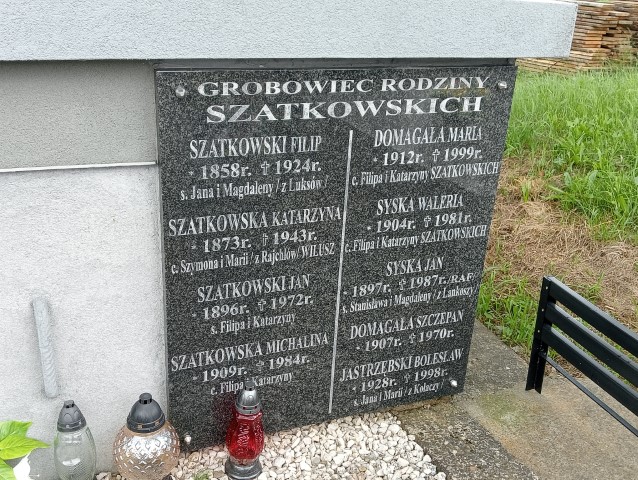 GROBOWIEC RODZINY
SZATKOWSKICH
SZATKOWSKI FILIP
* 1858r. ✝ 1924r.
s. Jana i Magdaleny / z Luksów /
SZATKOWSKA KATARZYNA
* 1873r. ✝ 1943r.
c. Szymona i Marii / z Rajchlów / WILUSZ
SZATKOWSKI JAN
* 1896r. ✝ 1972r.
s. Filipa i Katarzyny
SZATKOWSKA MICHALINA
* 1909r. ✝ 1984r.
c. Filipa i Katarzyny
DOMAGAŁA MARIA
* 1912r. ✝ 1999r.
c. Filipa i Katarzyny SZATKOWSKICH
SYSKA WALERIA
* 1904r. ✝ 1981r.
c. Filipa i Katarzyny SZATKOWSKICH
SYSKA JAN
* 1897r. ✝ 1987r. /RAF/
s. Stanisława i Magdaleny / z Lankoszy
DOMAGAŁA SZCZEPAN
* 1907r. ✝ 1970r.
JASTRZĘBSKI BOLESŁAW
* 1928r. ✝ 1998r.
s. Jana i Marii / z Kołaczy /